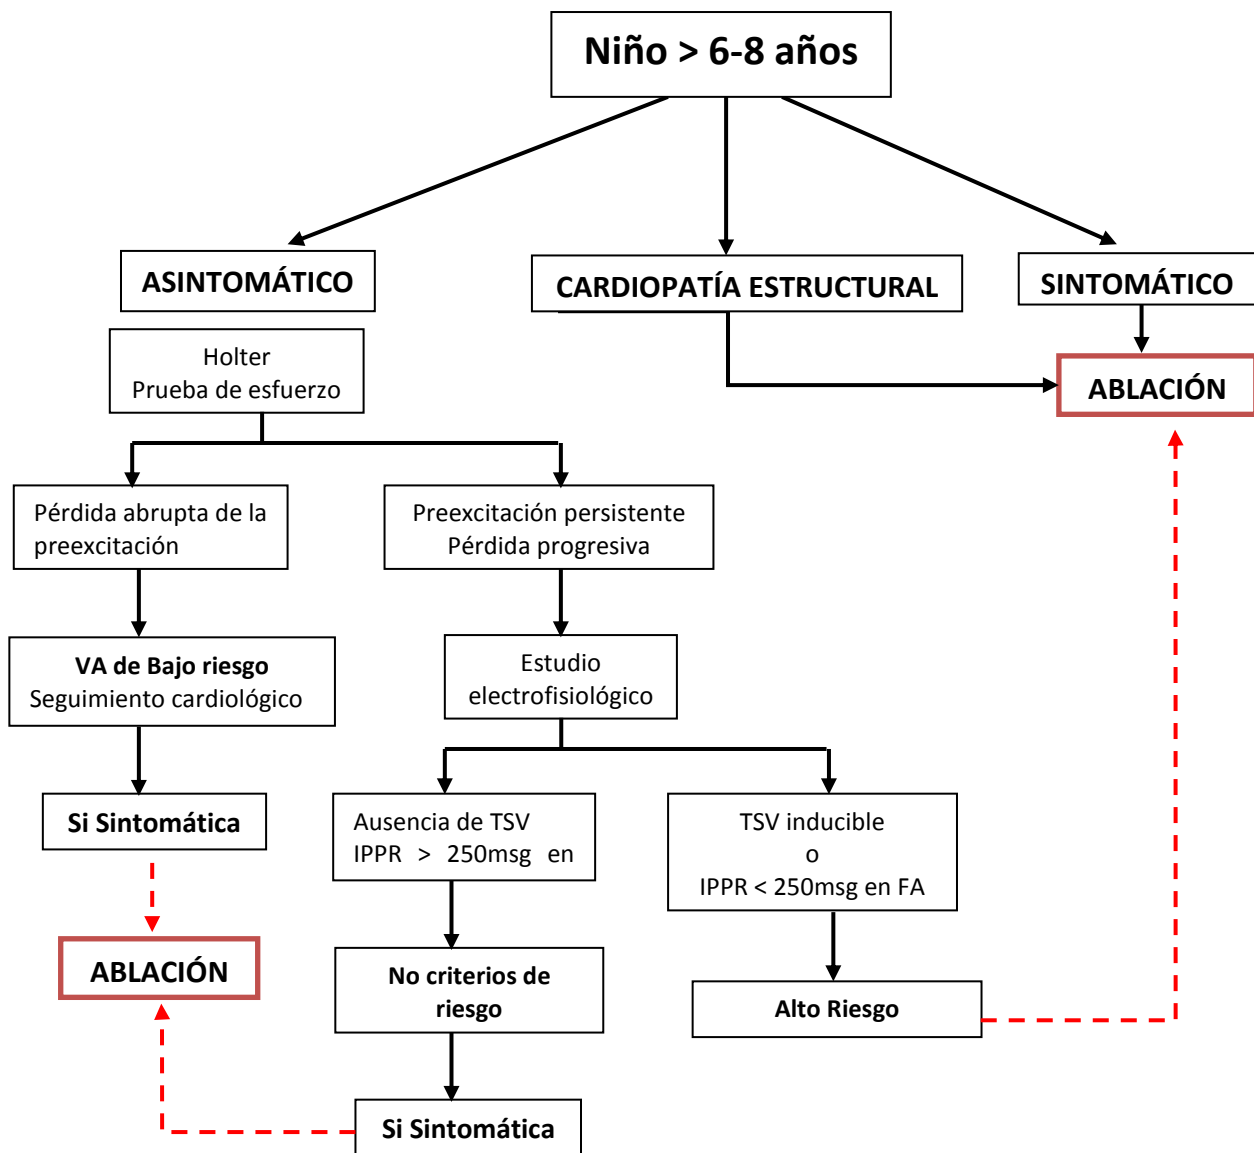 Niño > 6-8 años
ASINTOMÁTICO
CARDIOPATÍA ESTRUCTURAL
SINTOMÁTICO
Holter
Prueba de esfuerzo
ABLACIÓN
Pérdida abrupta de la
preexcitación
Preexcitación persistente
Pérdida progresiva
VA de Bajo riesgo
Seguimiento cardiológico
Estudio
electrofisiológico
Si Sintomática
Ausencia de TSV
IPPR > 250msg en
TSV inducible
o
IPPR < 250msg en FA
ABLACIÓN
No criterios de
riesgo
Alto Riesgo
Si Sintomática